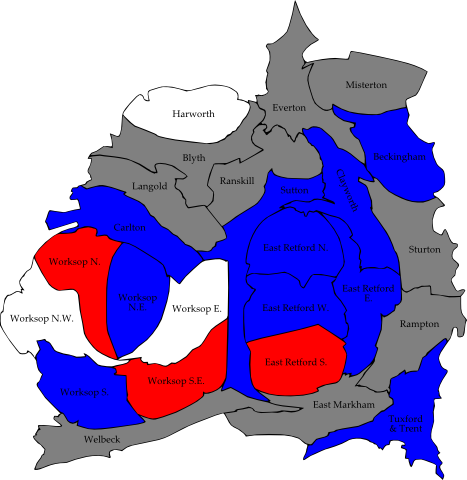 Misterton
Everton
Harworth
Beckingham
Blyth
Ranskill
Langold
Clayworth
Sutton
Carlton
East Retford N.
Sturton
Worksop N.
East Retford
E.
Worksop
N.E.
Worksop E.
East Retford W.
Worksop N.W.
Rampton
East Retford S.
Worksop S.E.
Worksop S.
East Markham
Tuxford
& Trent
Welbeck